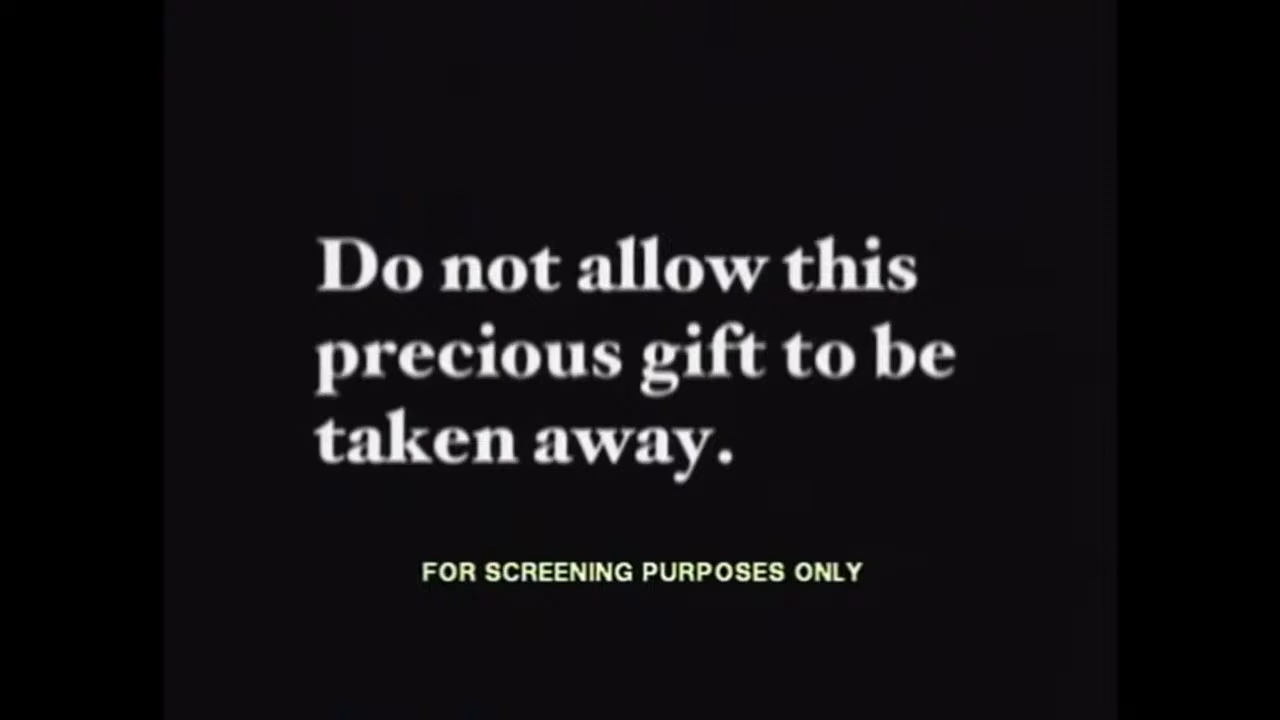 Do not allow this
precious gift to be
taken away.
FOR SCREENING PURPOSES ONLY